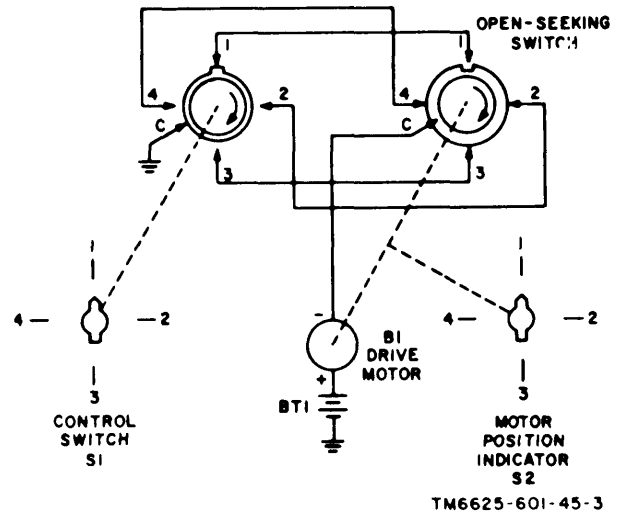 OPEN-SEEKING
SWITCH
1
1
4
2
4
2
C
C
3
3
1
1
4
2
4
2
3
3
-
B1
DRIVE
MOTOR
+
BT1
CONTROL
SWITCH
S1
MOTOR
POSITION
INDICATOR
S2
TM6625-601-45-3